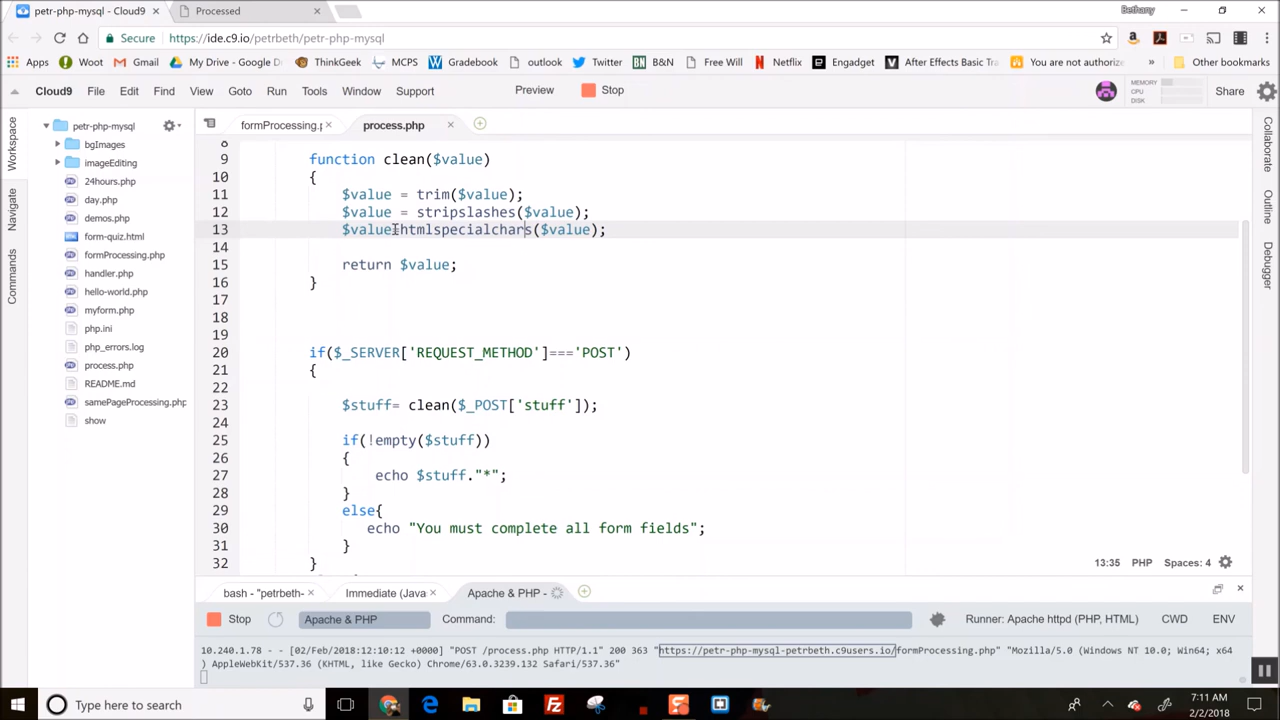 petr-php-mysql - Cloud9 × Processed × Bethany
Secure https://ide.c9.io/petrbeth/petr-php-mysql
Apps Woot Gmail My Drive - Google D ThinkGeek MCPS Gradebook outlook Twitter B&N Free Will Netflix Engadget After Effects Basic Tra You are not authoriz » Other bookmarks
Cloud9 File Edit Find View Goto Run Tools Window Support Preview Stop MEMORY CPU DISK Share
Workspace
Navigate
Commands
petr-php-mysql
bgImages
imageEditing
24hours.php
day.php
demos.php
form-quiz.html
formProcessing.php
handler.php
hello-world.php
myform.php
php.ini
php_errors.log
process.php
README.md
samePageProcessing.php
show
formProcessing.p × process.php ×
8
9 function clean($value)
10 {
11 $value = trim($value);
12 $value = stripslashes($value);
13 $value htmlspecialchars($value);
14
15 return $value;
16 }
17
18
19
20 if($_SERVER['REQUEST_METHOD']==='POST')
21 {
22
23 $stuff= clean($_POST['stuff']);
24
25 if(!empty($stuff))
26 {
27 echo $stuff."*";
28 }
29 else{
30 echo "You must complete all form fields";
31 }
32 }
13:35 PHP Spaces: 4
Collaborate
Outline
Debugger
bash - "petrbeth- × Immediate (Java × Apache & PHP -
Stop Apache & PHP Command: Runner: Apache httpd (PHP, HTML) CWD ENV
10.240.1.78 - - [02/Feb/2018:12:10:12 +0000] "POST /process.php HTTP/1.1" 200 363 "https://petr-php-mysql-petrbeth.c9users.io/formProcessing.php" "Mozilla/5.0 (Windows NT 10.0; Win64; x64
) AppleWebKit/537.36 (KHTML, like Gecko) Chrome/63.0.3239.132 Safari/537.36"
Type here to search
7:11 AM
2/2/2018